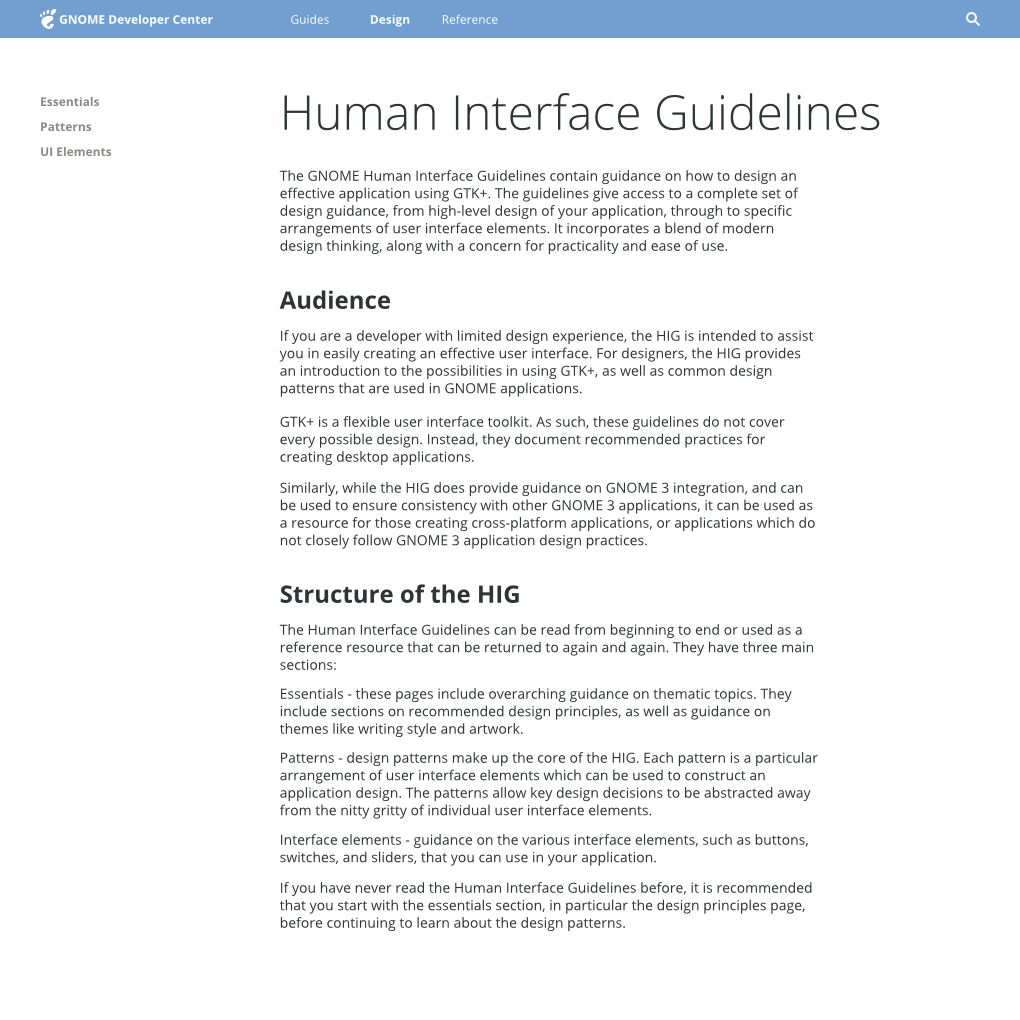 GNOME Developer Center
Guides
Design
Reference
Essentials
Patterns
UI Elements
Human Interface Guidelines
The GNOME Human Interface Guidelines contain guidance on how to design an
effective application using GTK+. The guidelines give access to a complete set of
design guidance, from high-level design of your application, through to specific
arrangements of user interface elements. It incorporates a blend of modern
design thinking, along with a concern for practicality and ease of use.
Audience
If you are a developer with limited design experience, the HIG is intended to assist
you in easily creating an effective user interface. For designers, the HIG provides
an introduction to the possibilities in using GTK+, as well as common design
patterns that are used in GNOME applications.
GTK+ is a flexible user interface toolkit. As such, these guidelines do not cover
every possible design. Instead, they document recommended practices for
creating desktop applications.
Similarly, while the HIG does provide guidance on GNOME 3 integration, and can
be used to ensure consistency with other GNOME 3 applications, it can be used as
a resource for those creating cross-platform applications, or applications which do
not closely follow GNOME 3 application design practices.
Structure of the HIG
The Human Interface Guidelines can be read from beginning to end or used as a
reference resource that can be returned to again and again. They have three main
sections:
Essentials - these pages include overarching guidance on thematic topics. They
include sections on recommended design principles, as well as guidance on
themes like writing style and artwork.
Patterns - design patterns make up the core of the HIG. Each pattern is a particular
arrangement of user interface elements which can be used to construct an
application design. The patterns allow key design decisions to be abstracted away
from the nitty gritty of individual user interface elements.
Interface elements - guidance on the various interface elements, such as buttons,
switches, and sliders, that you can use in your application.
If you have never read the Human Interface Guidelines before, it is recommended
that you start with the essentials section, in particular the design principles page,
before continuing to learn about the design patterns.